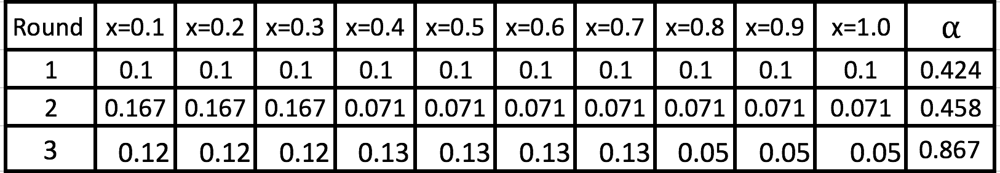 Round x=0.1 x=0.2 x=0.3 x=0.4 x=0.5 x=0.6 x=0.7 x=0.8 x=0.9 x=1.0 α
1 0.1 0.1 0.1 0.1 0.1 0.1 0.1 0.1 0.1 0.1 0.424
2 0.167 0.167 0.167 0.071 0.071 0.071 0.071 0.071 0.071 0.071 0.458
3 0.12 0.12 0.12 0.13 0.13 0.13 0.13 0.05 0.05 0.05 0.867